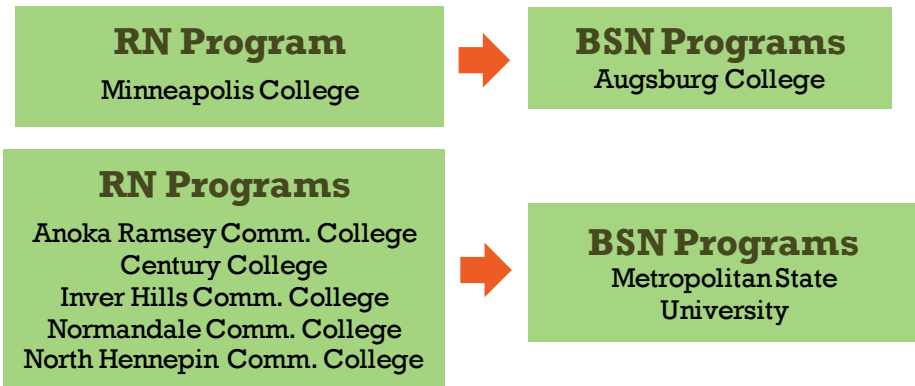 RN Program
Minneapolis College
BSN Programs
Augsburg College
RN Programs
Anoka Ramsey Comm. College
Century College
Inver Hills Comm. College
Normandale Comm. College
North Hennepin Comm. College
BSN Programs
Metropolitan State
University